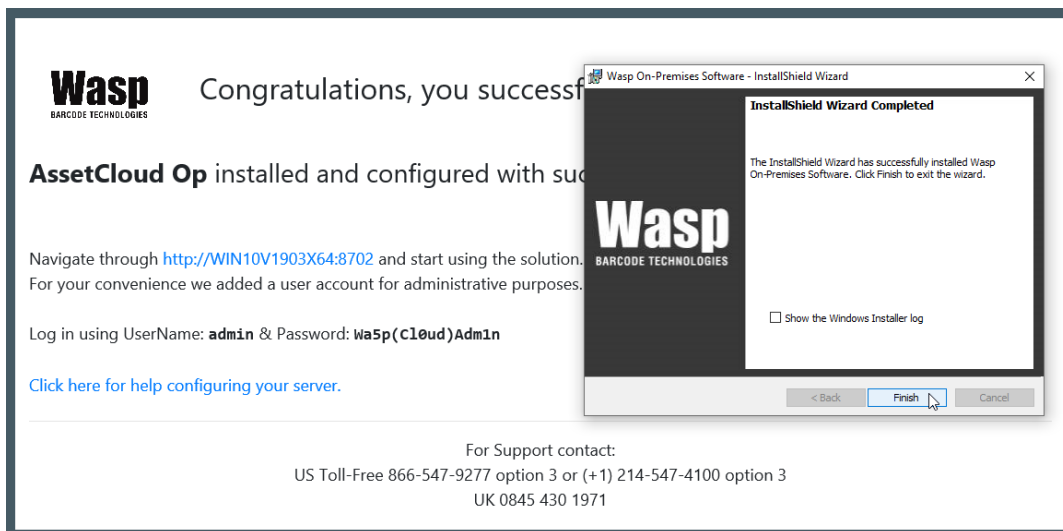 Wasp
BARCODE TECHNOLOGIES
Congratulations, you successf
AssetCloud Op installed and configured with suc
Navigate through http://WIN10V1903X64:8702 and start using the solution.
For your convenience we added a user account for administrative purposes.
Log in using UserName: admin & Password: Wa5p(Cl0ud)Adm1n
Click here for help configuring your server.
For Support contact:
US Toll-Free 866-547-9277 option 3 or (+1) 214-547-4100 option 3
UK 0845 430 1971
Wasp On-Premises Software - InstallShield Wizard
InstallShield Wizard Completed
The InstallShield Wizard has successfully installed Wasp
On-Premises Software. Click Finish to exit the wizard.
Wasp
BARCODE TECHNOLOGIES
Show the Windows Installer log
< Back Finish Cancel